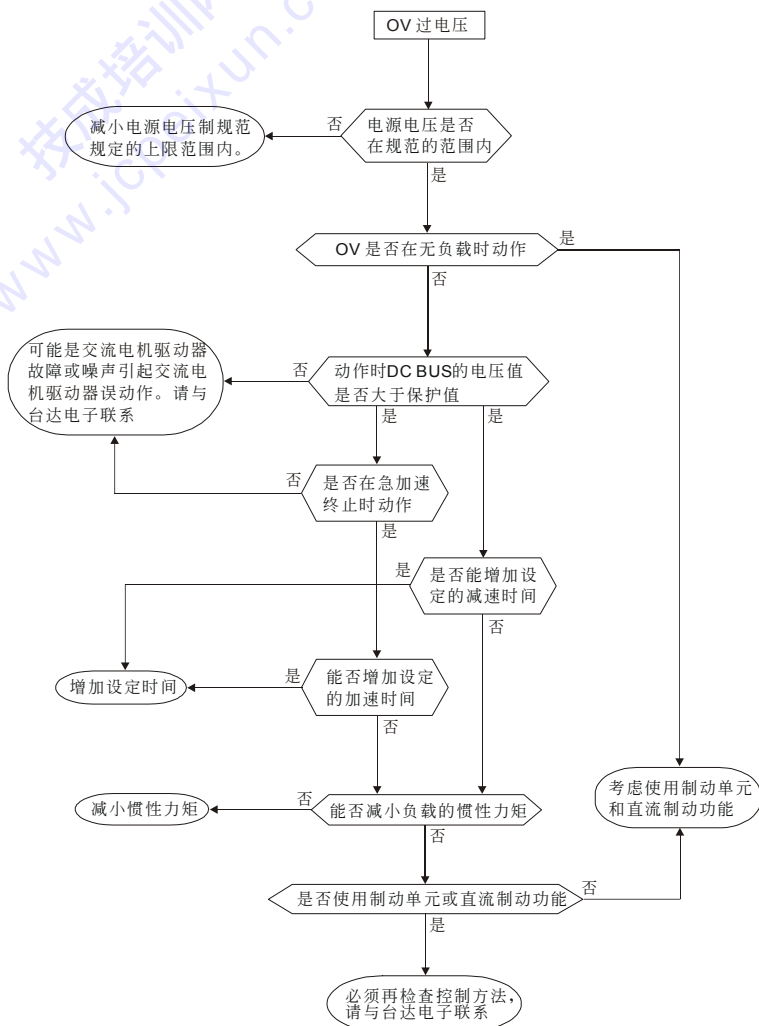 OV 过电压
技成培训网
www.jcpeixun.c
电源电压是否
在规范的范围内
否
减小电源电压制规范
规定的上限范围内。
是
OV 是否在无负载时动作
是
否
动作时DC BUS的电压值
是否大于保护值
否
可能是交流电机驱动器
故障或噪声引起交流电
机驱动器误动作。请与
台达电子联系
是
是
是否在急加速
终止时动作
否
是
是否能增加设
定的减速时间
是
否
能否增加设定
的加速时间
是
增加设定时间
否
能否减小负载的惯性力矩
否
减小惯性力矩
考虑使用制动单元
和直流制动功能
否
是否使用制动单元或直流制动功能
否
是
必须再检查控制方法,
请与台达电子联系